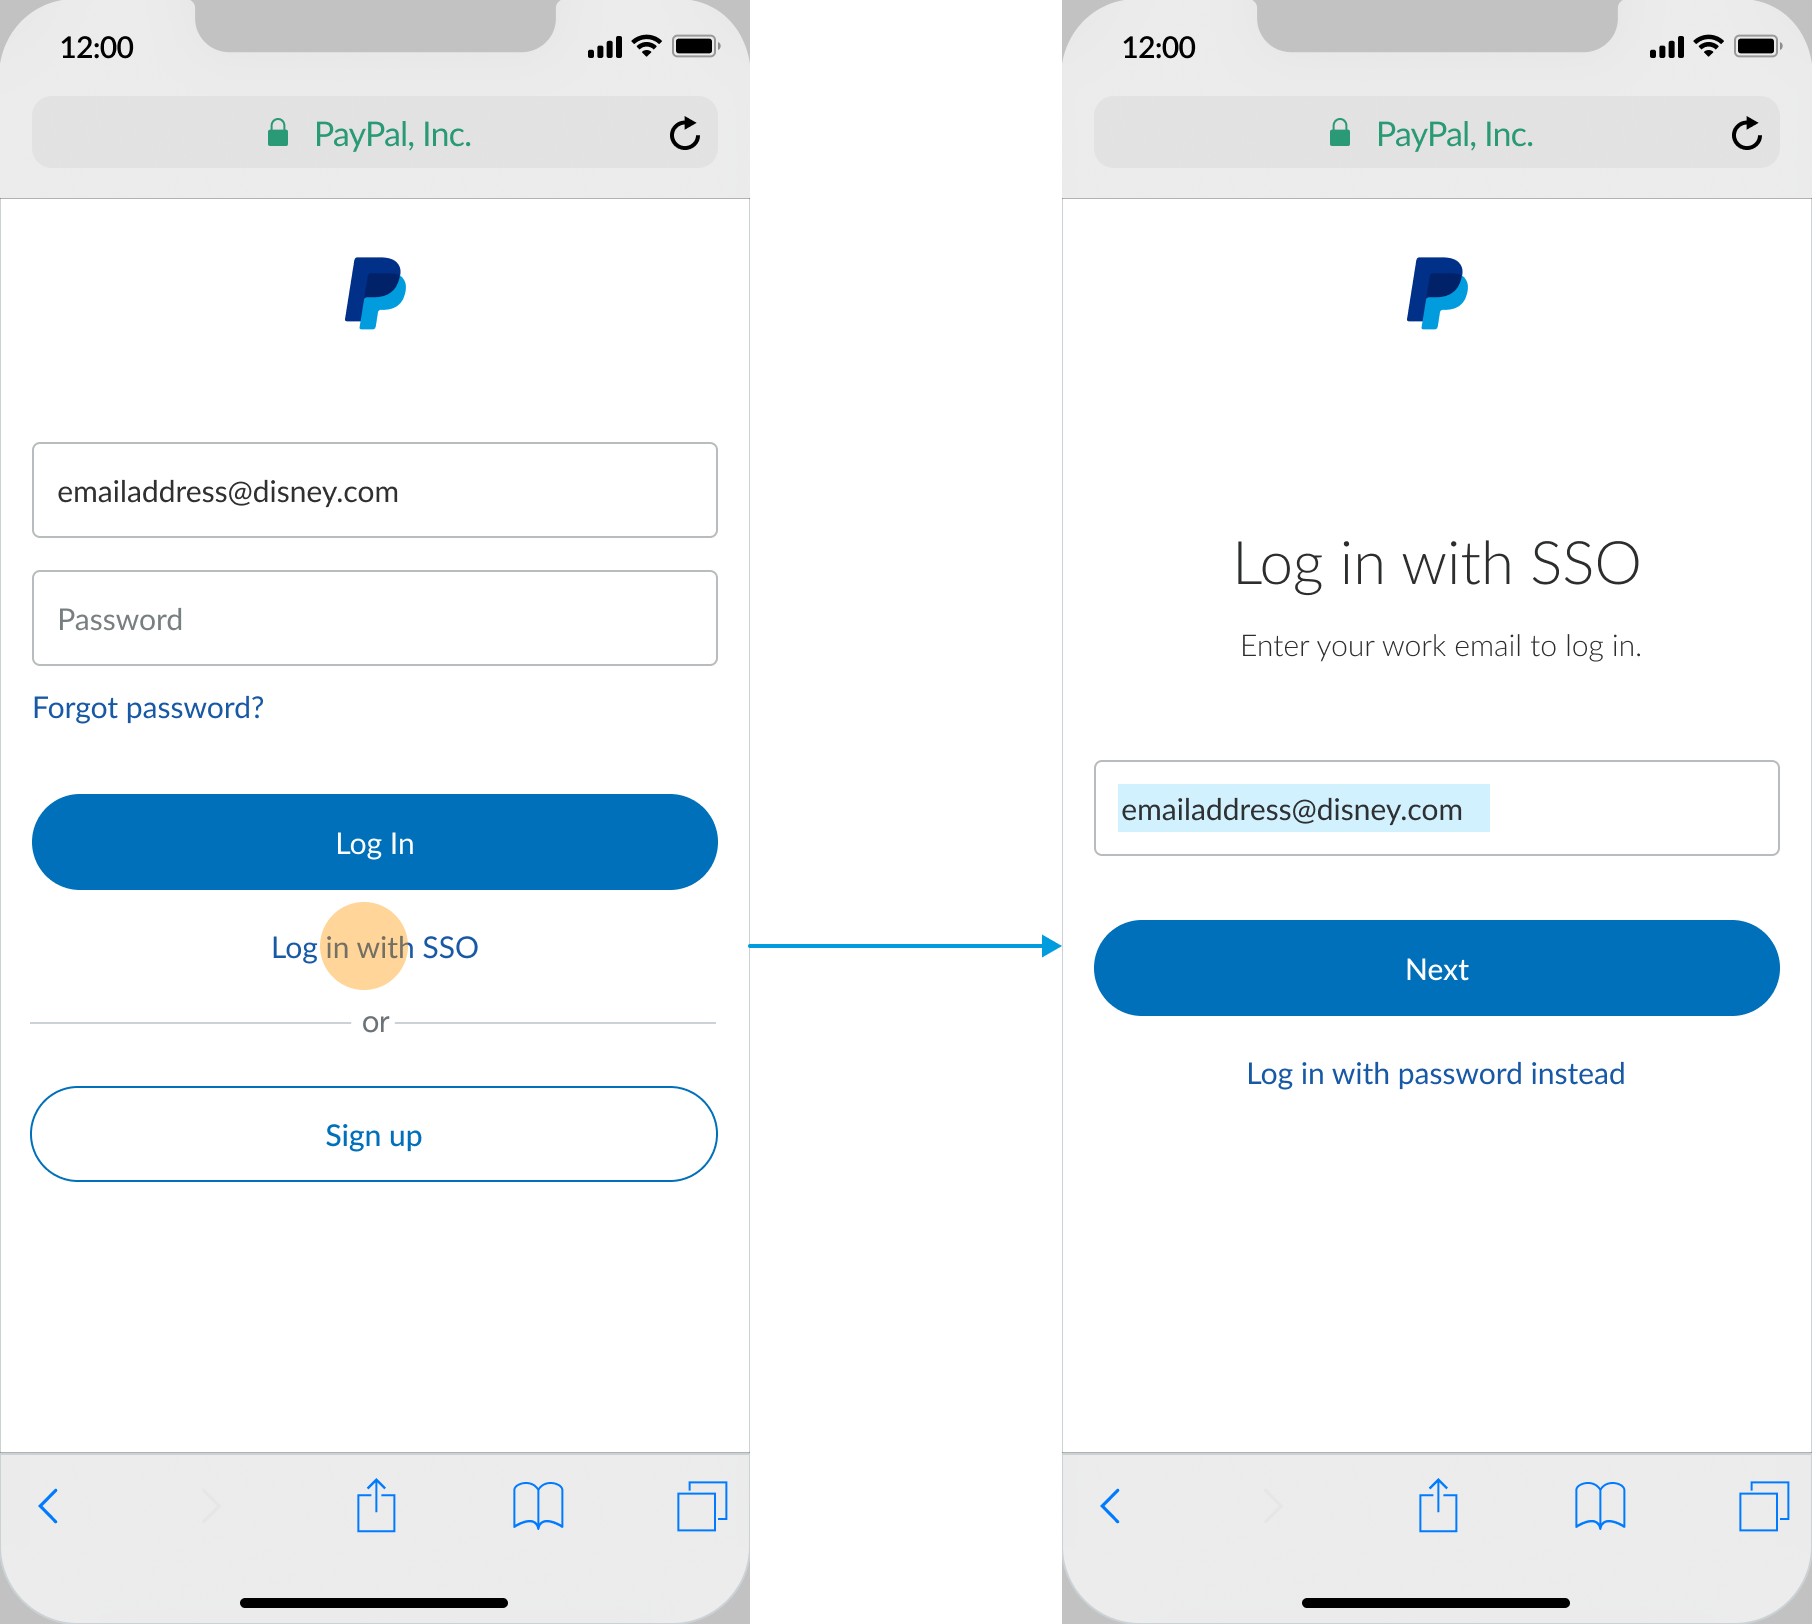 12:00
PayPal, Inc.
emailaddress@disney.com
Password
Forgot password?
Log In
Log in with SSO
or
Sign up
12:00
PayPal, Inc.
Log in with SSO
Enter your work email to log in.
emailaddress@disney.com
Next
Log in with password instead